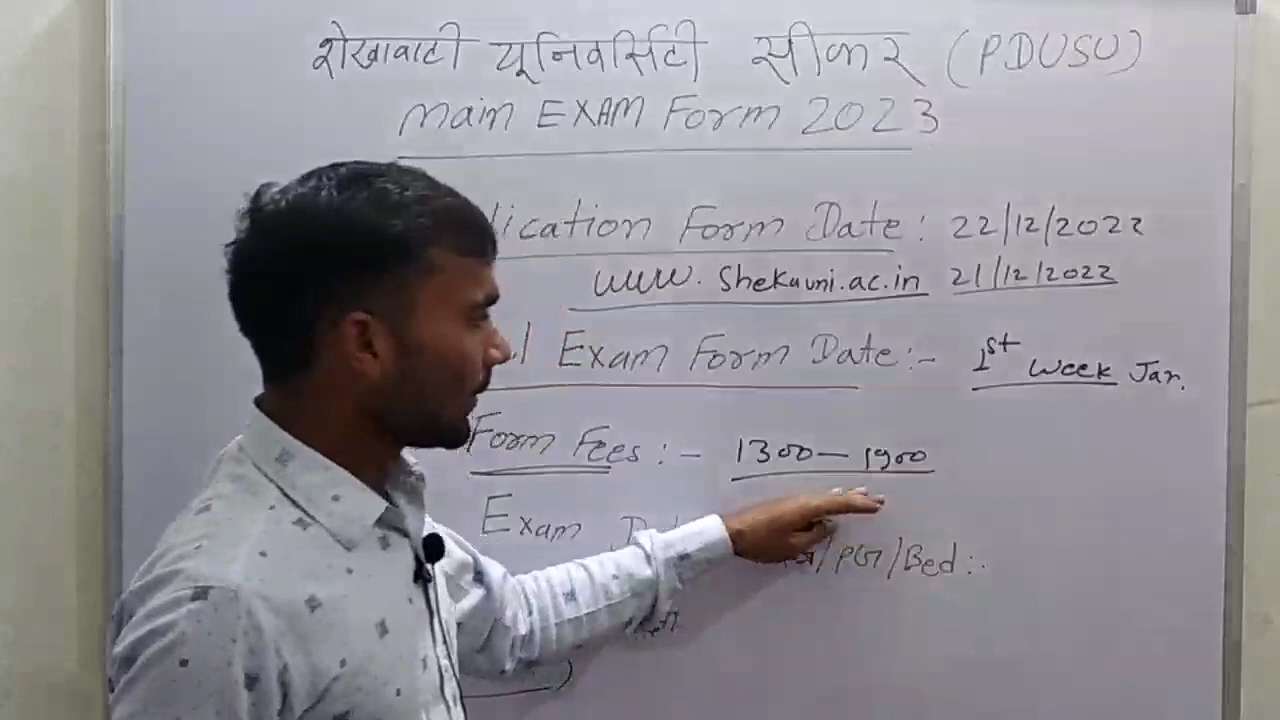 शेखावाटी यूनिवर्सिटी सीकर (PDUSU)
Main EXAM Form 2023
lication Form Date: 22/12/2022
www.shekauni.ac.in 21/12/2022
l Exam Form Date:- 1st week Jan.
Form Fees:- 1300-1900
Exam
/PG/Bed:-